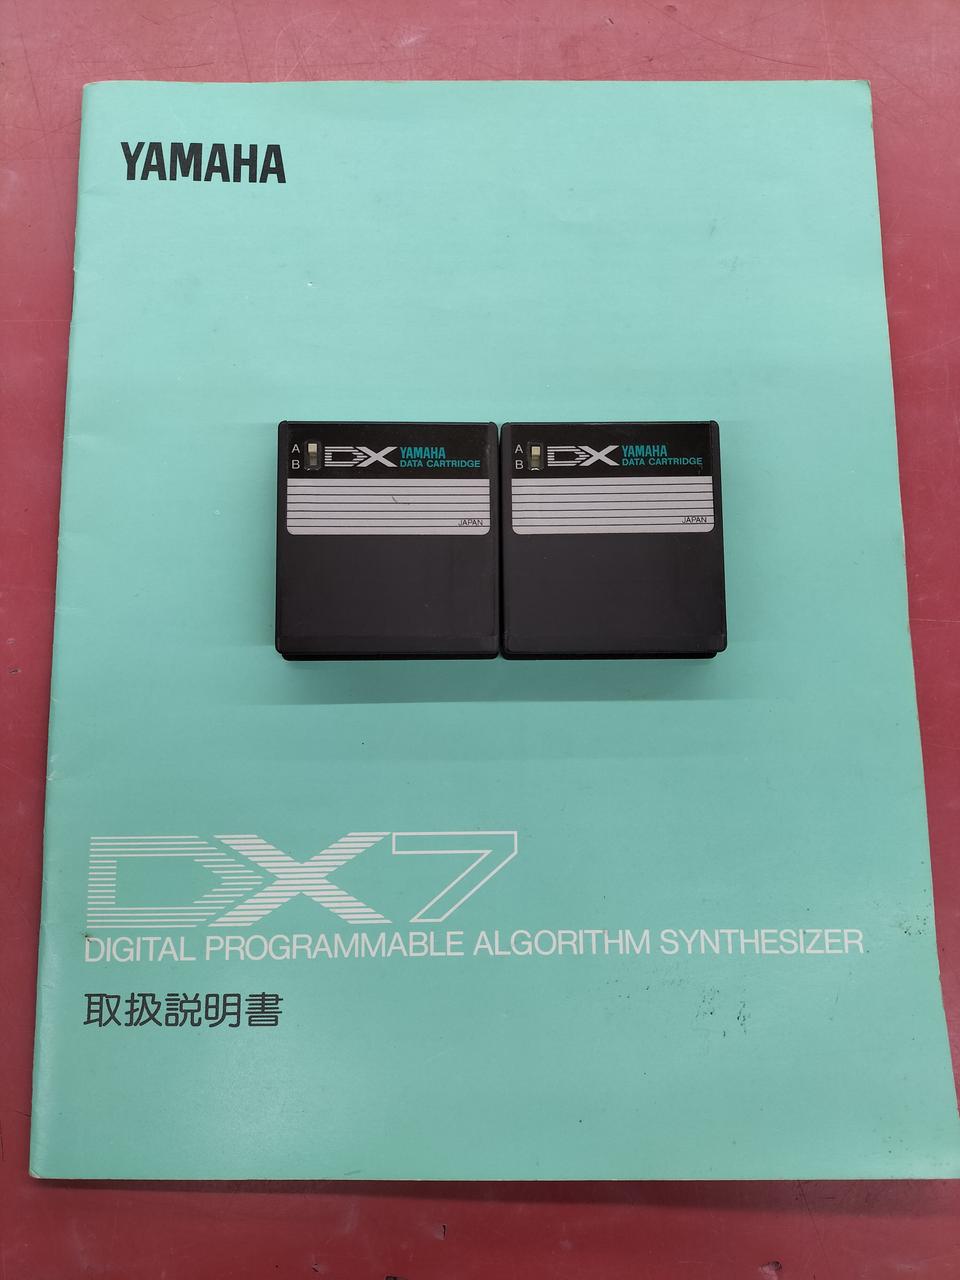 YAMAHA
A
B
DX
YAMAHA
DATA CARTRIDGE
JAPAN
A
B
DX
YAMAHA
DATA CARTRIDGE
JAPAN
DX7
DIGITAL PROGRAMMABLE ALGORITHM SYNTHESIZER
取扱説明書